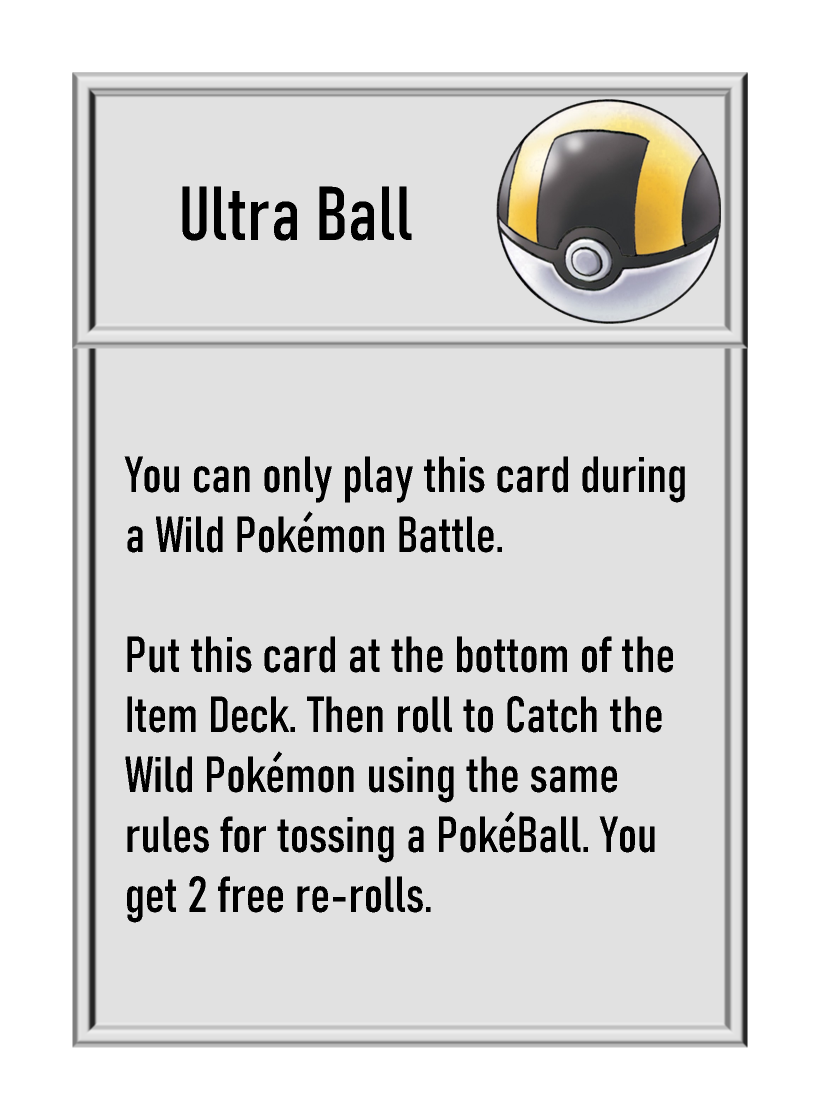 Ultra Ball
You can only play this card during
a Wild Pokémon Battle.
Put this card at the bottom of the
Item Deck. Then roll to Catch the
Wild Pokémon using the same
rules for tossing a PokéBall. You
get 2 free re-rolls.